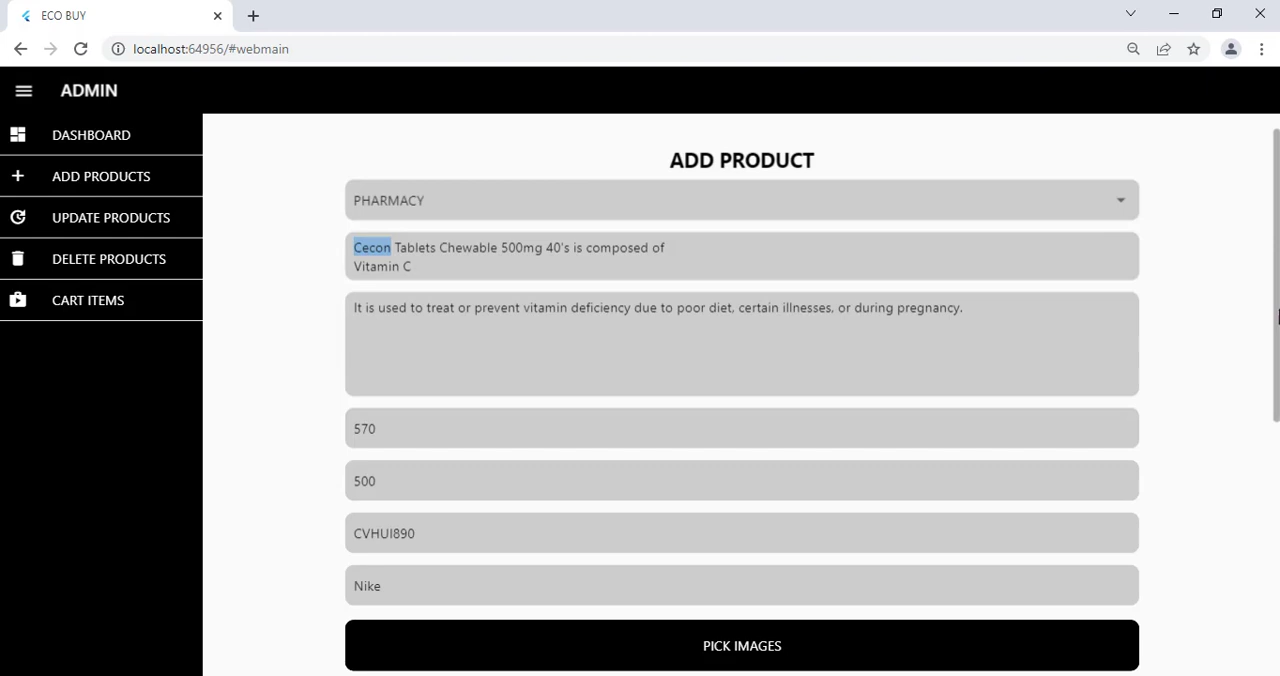 ECO BUY
localhost:64956/#webmain
ADMIN
DASHBOARD
ADD PRODUCTS
UPDATE PRODUCTS
DELETE PRODUCTS
CART ITEMS
ADD PRODUCT
PHARMACY
Cecon Tablets Chewable 500mg 40's is composed of
Vitamin C
It is used to treat or prevent vitamin deficiency due to poor diet, certain illnesses, or during pregnancy.
570
500
CVHUI890
Nike
PICK IMAGES